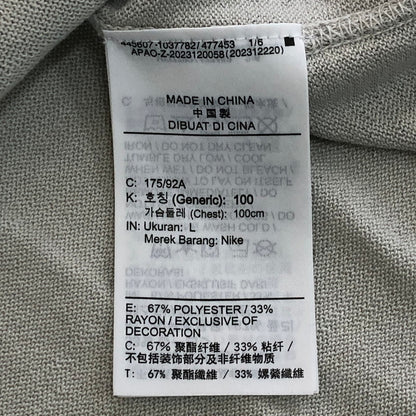 445607-1037782/477453 1/6
APAO-Z-2023120058(20231220)
MADE IN CHINA
中国製
DIBUAT DI CINA
C: 175/92A
K: 호칭 (Generic): 100
가슴둘레 (Chest): 100cm
IN: Ukuran: L
Merek Barang: Nike
E: 67% POLYESTER / 33%
RAYON / EXCLUSIVE OF
DECORATION
C: 67% 聚酯纤维 / 33% 粘纤 /
不包括装饰部分及非纤维物质
T: 67% 聚酯纖維 / 33% 嫘縈纖維